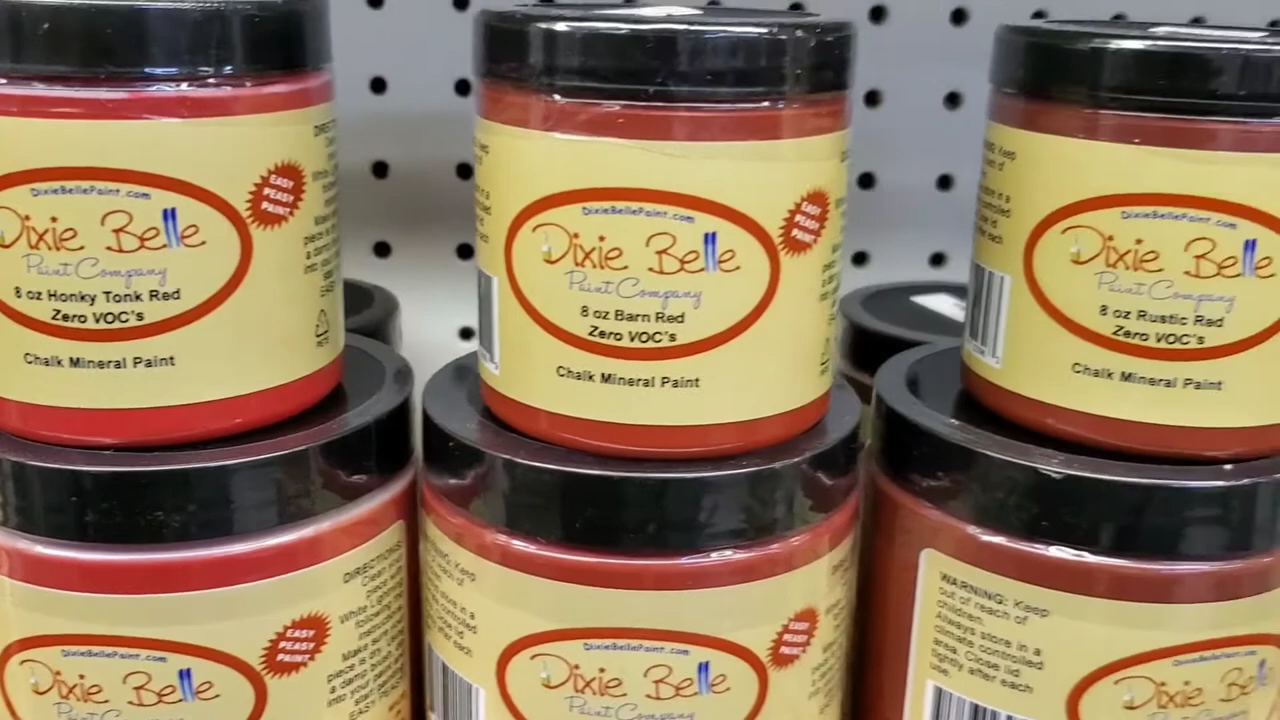 DixieBellePaint.com
Dixie Belle
Paint Company
8 oz Honky Tonk Red
Zero VOC's
Chalk Mineral Paint
EASY
PEASY
PAINT
DixieBellePaint.com
Dixie Belle
Paint Company
8 oz Barn Red
Zero VOC's
Chalk Mineral Paint
EASY
PEASY
PAINT
DixieBellePaint.com
Dixie Belle
Paint Company
8 oz Rustic Red
Zero VOC's
Chalk Mineral Paint
DixieBellePaint.com
Dixie Belle
Paint Company
EASY
PEASY
PAINT
DIRECTIONS:
DixieBellePaint.com
Dixie Belle
Paint Company
EASY
PEASY
PAINT
WARNING: Keep
out of reach of
children.
Always store in a
climate controlled
area. Close lid
tightly after each
use.
DixieBellePaint.com
Dixie Belle